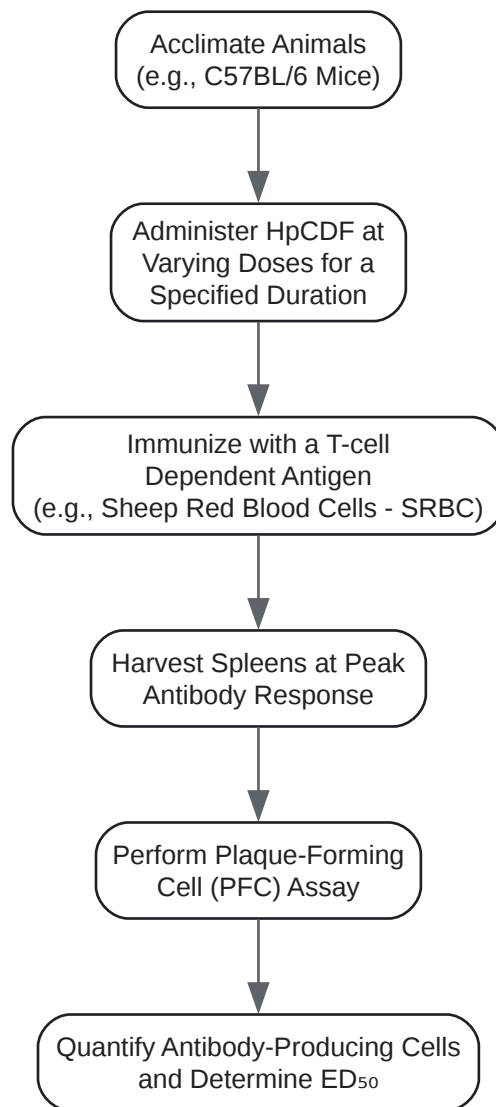 Acclimate Animals
(e.g., C57BL/6 Mice)
Administer HpCDF at
Varying Doses for a
Specified Duration
Immunize with a T-cell
Dependent Antigen
(e.g., Sheep Red Blood Cells - SRBC)
Harvest Spleens at Peak
Antibody Response
Perform Plaque-Forming
Cell (PFC) Assay
Quantify Antibody-Producing Cells
and Determine ED₅₀